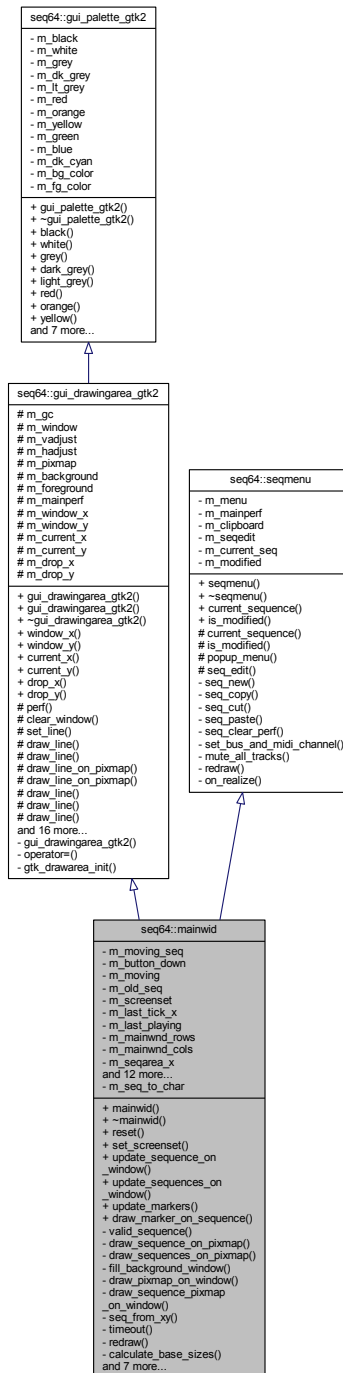 seq64::gui_palette_gtk2
- m_black
- m_white
- m_grey
- m_dk_grey
- m_lt_grey
- m_red
- m_orange
- m_yellow
- m_green
- m_blue
- m_dk_cyan
- m_bg_color
- m_fg_color
+ gui_palette_gtk2()
+ ~gui_palette_gtk2()
+ black()
+ white()
+ grey()
+ dark_grey()
+ light_grey()
+ red()
+ orange()
+ yellow()
and 7 more...
seq64::gui_drawingarea_gtk2
# m_gc
# m_window
# m_vadjust
# m_hadjust
# m_pixmap
# m_background
# m_foreground
# m_mainperf
# m_window_x
# m_window_y
# m_current_x
# m_current_y
# m_drop_x
# m_drop_y
+ gui_drawingarea_gtk2()
+ gui_drawingarea_gtk2()
+ ~gui_drawingarea_gtk2()
+ window_x()
+ window_y()
+ current_x()
+ current_y()
+ drop_x()
+ drop_y()
# perf()
# clear_window()
# set_line()
# draw_line()
# draw_line()
# draw_line_on_pixmap()
# draw_line_on_pixmap()
# draw_line()
# draw_line()
# draw_line()
and 16 more...
- gui_drawingarea_gtk2()
- operator=()
- gtk_drawarea_init()
seq64::seqmenu
- m_menu
- m_mainperf
- m_clipboard
- m_seqedit
- m_current_seq
- m_modified
+ seqmenu()
+ ~seqmenu()
+ current_sequence()
+ is_modified()
# current_sequence()
# is_modified()
# popup_menu()
# seq_edit()
- seq_new()
- seq_copy()
- seq_cut()
- seq_paste()
- seq_clear_perf()
- set_bus_and_midi_channel()
- mute_all_tracks()
- redraw()
- on_realize()
seq64::mainwid
- m_moving_seq
- m_button_down
- m_moving
- m_old_seq
- m_screenset
- m_last_tick_x
- m_last_playing
- m_mainwnd_rows
- m_mainwnd_cols
- m_seqarea_x
and 12 more...
- m_seq_to_char
+ mainwid()
+ ~mainwid()
+ reset()
+ set_screenset()
+ update_sequence_on
_window()
+ update_sequences_on
_window()
+ update_markers()
+ draw_marker_on_sequence()
- valid_sequence()
- draw_sequence_on_pixmap()
- draw_sequences_on_pixmap()
- fill_background_window()
- draw_pixmap_on_window()
- draw_sequence_pixmap
_on_window()
- seq_from_xy()
- timeout()
- redraw()
- calculate_base_sizes()
and 7 more...